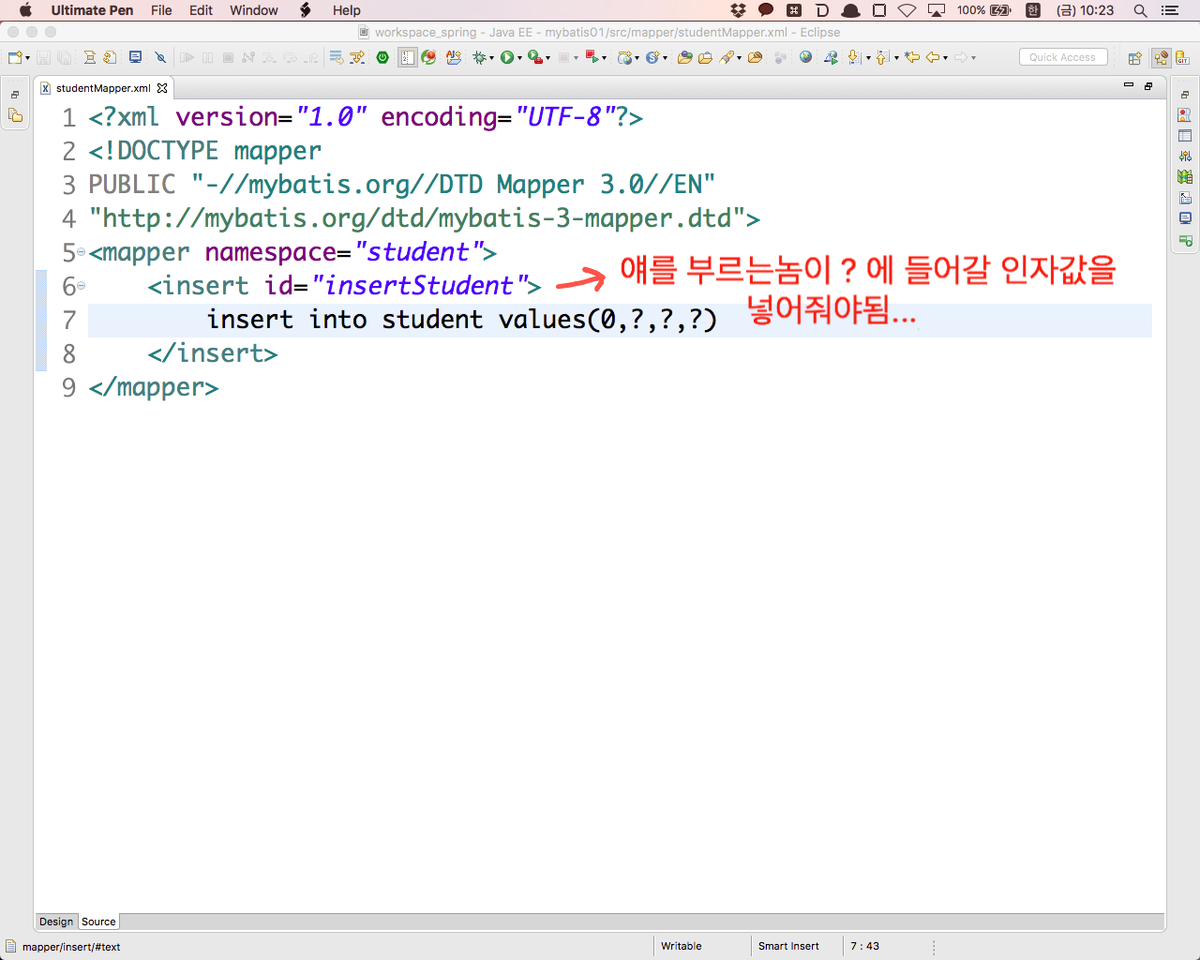 Ultimate Pen File Edit Window Help 100% 한 (금) 10:23
workspace_spring - Java EE - mybatis01/src/mapper/studentMapper.xml - Eclipse
Quick Access
studentMapper.xml
1 <?xml version="1.0" encoding="UTF-8"?>
2 <!DOCTYPE mapper
3 PUBLIC "-//mybatis.org//DTD Mapper 3.0//EN"
4 "http://mybatis.org/dtd/mybatis-3-mapper.dtd">
5 <mapper namespace="student">
6 <insert id="insertStudent"> 얘를 부르는놈이 ? 에 들어갈 인자값을
7 insert into student values(0,?,?,?) 넣어줘야됨...
8 </insert>
9 </mapper>
Design Source
mapper/insert/#text Writable Smart Insert 7 : 43